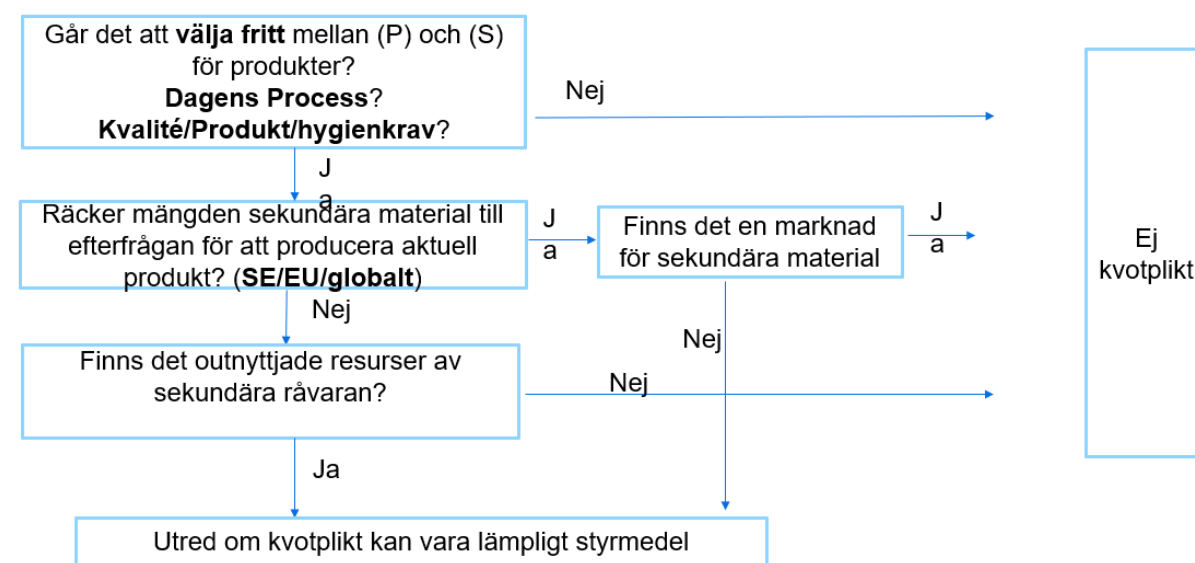 Går det att välja fritt mellan (P) och (S)
för produkter?
Dagens Process?
Kvalité/Produkt/hygienkrav?
Nej
J
a
Räcker mängden sekundära material till
efterfrågan för att producera aktuell
produkt? (SE/EU/globalt)
J
a
Finns det en marknad
för sekundära material
J
a
Ej
kvotplikt
Nej
Nej
Finns det outnyttjade resurser av
sekundära råvaran?
Nej
Ja
Utred om kvotplikt kan vara lämpligt styrmedel